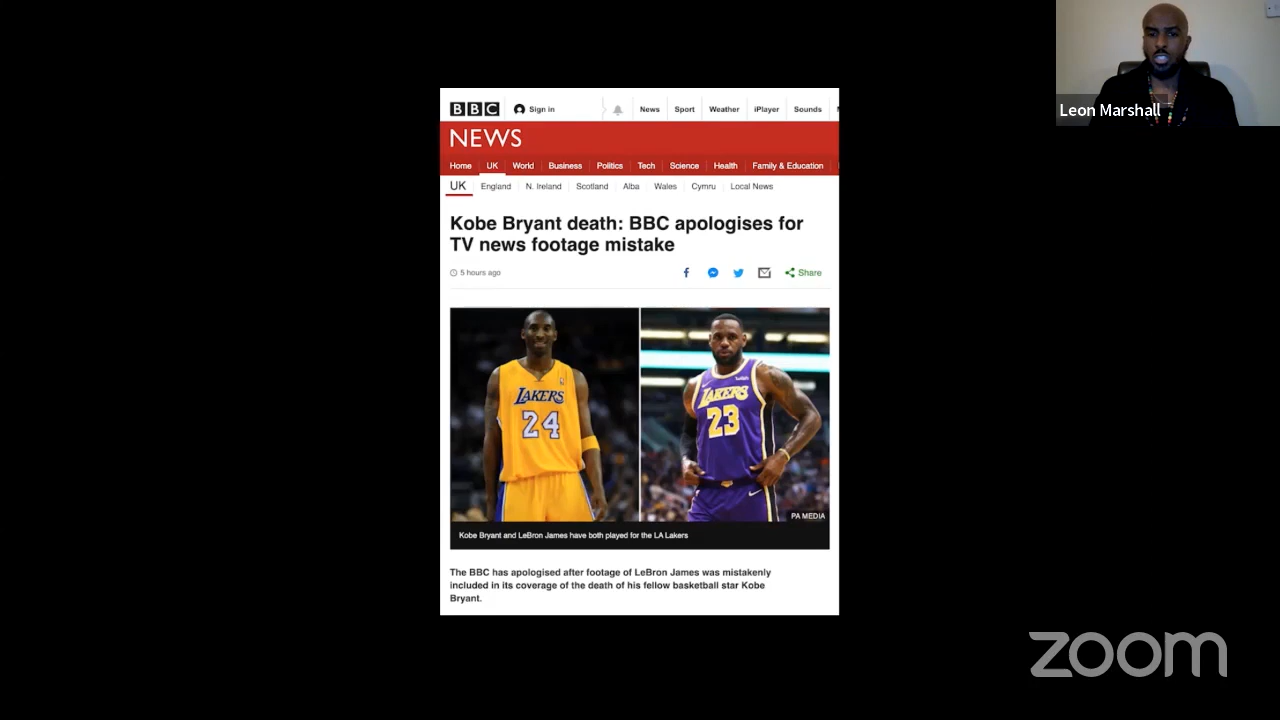 Leon Marshall
BBC Sign in News Sport Weather iPlayer Sounds
NEWS
Home UK World Business Politics Tech Science Health Family & Education
UK England N. Ireland Scotland Alba Wales Cymru Local News
Kobe Bryant death: BBC apologises for
TV news footage mistake
5 hours ago f Share
LAKERS
24
LAKERS
23
PA MEDIA
Kobe Bryant and LeBron James have both played for the LA Lakers
The BBC has apologised after footage of LeBron James was mistakenly
included in its coverage of the death of his fellow basketball star Kobe
Bryant.
zoom